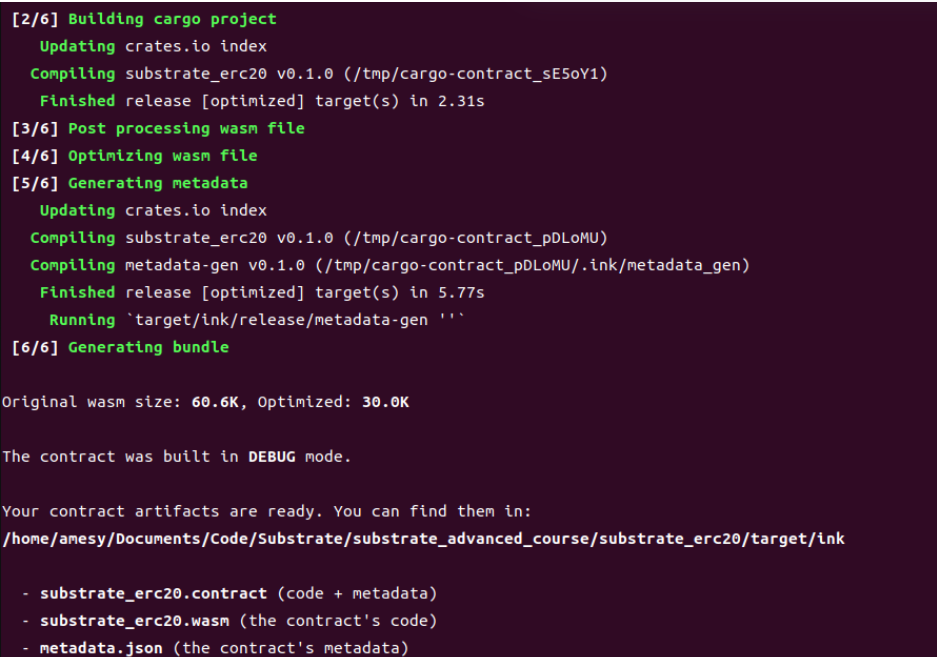 [2/6] Building cargo project
Updating crates.io index
Compiling substrate_erc20 v0.1.0 (/tmp/cargo-contract_sE5oY1)
Finished release [optimized] target(s) in 2.31s
[3/6] Post processing wasm file
[4/6] Optimizing wasm file
[5/6] Generating metadata
Updating crates.io index
Compiling substrate_erc20 v0.1.0 (/tmp/cargo-contract_pDLoMU)
Compiling metadata-gen v0.1.0 (/tmp/cargo-contract_pDLoMU/.ink/metadata_gen)
Finished release [optimized] target(s) in 5.77s
Running `target/ink/release/metadata-gen ''`
[6/6] Generating bundle
Original wasm size: 60.6K, Optimized: 30.0K
The contract was built in DEBUG mode.
Your contract artifacts are ready. You can find them in:
/home/amesy/Documents/Code/Substrate/substrate_advanced_course/substrate_erc20/target/ink
- substrate_erc20.contract (code + metadata)
- substrate_erc20.wasm (the contract's code)
- metadata.json (the contract's metadata)